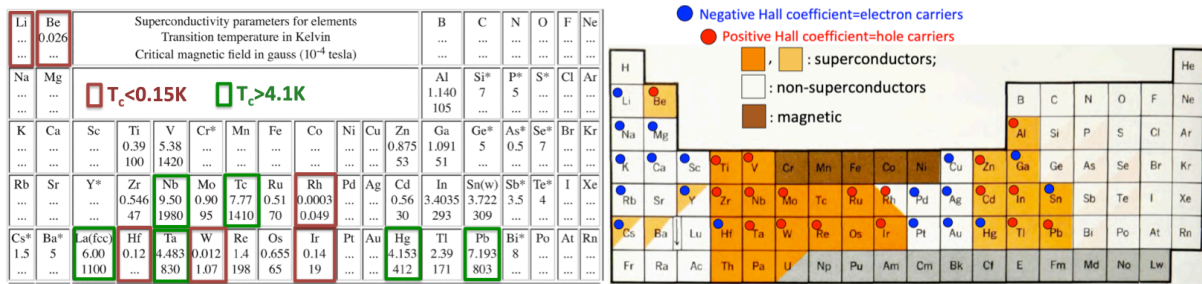 Li Be Superconductivity parameters for elements B C N O F Ne
... 0.026 Transition temperature in Kelvin ... ... ... ... ... ...
... ... Critical magnetic field in gauss (10⁻⁴ tesla) ... ... ... ... ... ...
Na Mg Al Si* P* S* Cl Ar
... ... Tc<0.15K Tc>4.1K 1.140 7 5 ... ... ...
... ... 105 ... ... ... ... ...
K Ca Sc Ti V Cr* Mn Fe Co Ni Cu Zn Ga Ge* As* Se* Br Kr
... ... ... 0.39 5.38 ... ... ... ... ... ... 0.875 1.091 5 0.5 7 ... ...
... ... ... 100 1420 ... ... ... ... ... ... 53 51 ... ... ... ... ...
Rb Sr Y* Zr Nb Mo Tc Ru Rh Pd Ag Cd In Sn(w) Sb* Te* I Xe
... ... ... 0.546 9.50 0.90 7.77 0.51 0.0003 ... ... 0.56 3.4035 3.722 3.5 4 ... ...
... ... ... 47 1980 95 1410 70 0.049 ... ... 30 293 309 ... ... ... ...
Cs* Ba* La(fcc) Hf Ta W Re Os Ir Pt Au Hg Tl Pb Bi* Po At Rn
1.5 5 6.00 0.12 4.483 0.012 1.4 0.655 0.14 ... ... 4.153 2.39 7.193 8 ... ... ...
... ... 1100 ... 830 1.07 198 65 19 ... ... 412 171 803 ... ... ... ...
Negative Hall coefficient=electron carriers
Positive Hall coefficient=hole carriers
, : superconductors;
: non-superconductors
: magnetic
H He
Li Be B C N O F Ne
Na Mg Al Si P S Cl Ar
K Ca Sc Ti V Cr Mn Fe Co Ni Cu Zn Ga Ge As Se Br Kr
Rb Sr Y Zr Nb Mo Tc Ru Rh Pd Ag Cd In Sn Sb Te I Xe
Cs Ba Lu Hf Ta W Re Os Ir Pt Au Hg Tl Pb Bi Po At Rn
Fr Ra Ac Th Pa U Np Pu Am Cm Bk Cf E Fm Md No Lw